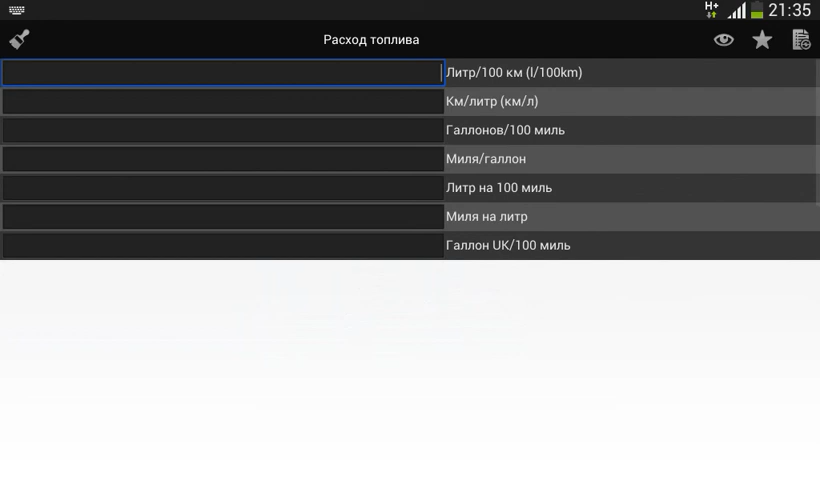 H+ 21:35
Расход топлива
Литр/100 км (l/100km)
Км/литр (км/л)
Галлонов/100 миль
Миля/галлон
Литр на 100 миль
Миля на литр
Галлон UK/100 миль